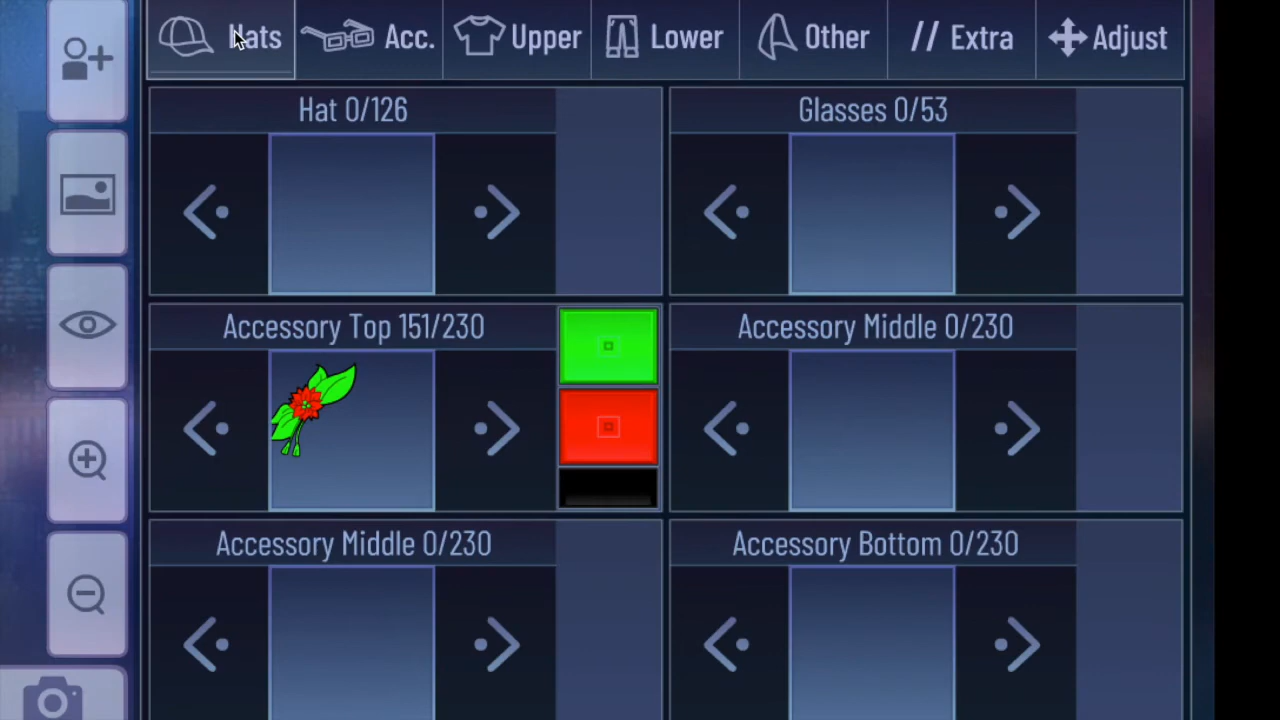 Hats Acc. Upper Lower Other Extra Adjust
Hat 0/126 Glasses 0/53
Accessory Top 151/230 Accessory Middle 0/230
Accessory Middle 0/230 Accessory Bottom 0/230